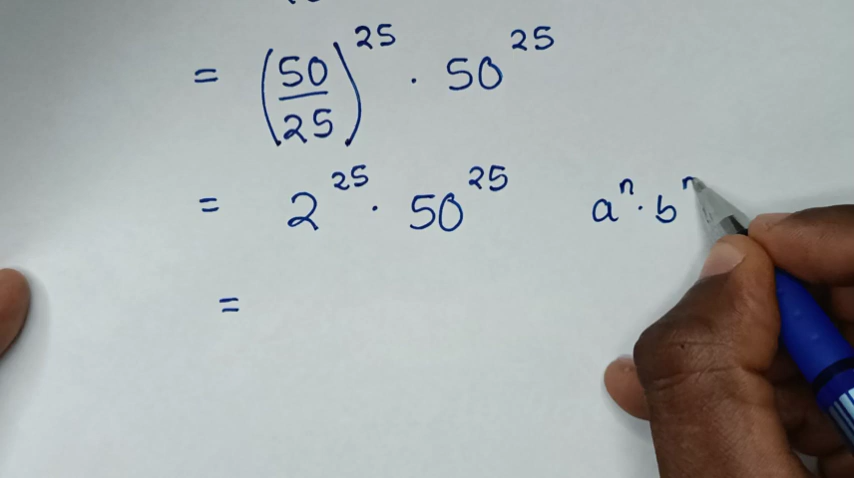 = (50/25)^25 · 50^25
= 2^25 · 50^25 a^n · b^n
=